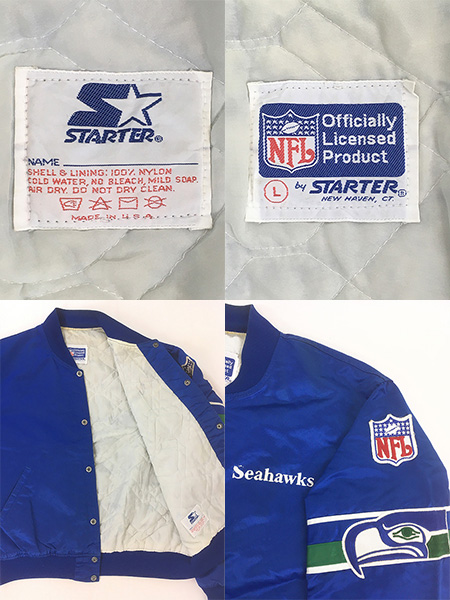 STARTER®
NAME
SHELL & LINING: 100% NYLON
COLD WATER, NO BLEACH, MILD SOAP.
AIR DRY. DO NOT DRY CLEAN.
MADE IN U.S.A.
NFL
Officially
Licensed
Product
L by STARTER®
NEW HAVEN, CT.
STARTER
NFL
Seahawks